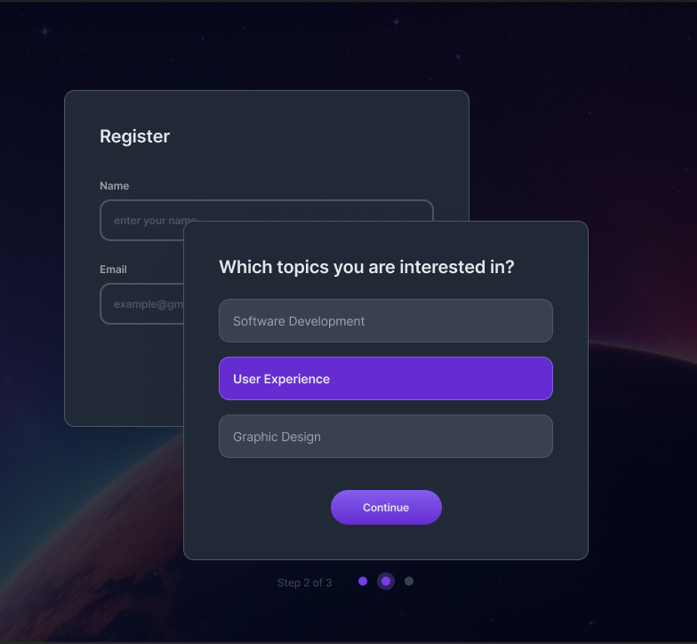 Register
Name
enter your name
Email
example@gm
Which topics you are interested in?
Software Development
User Experience
Graphic Design
Continue
Step 2 of 3